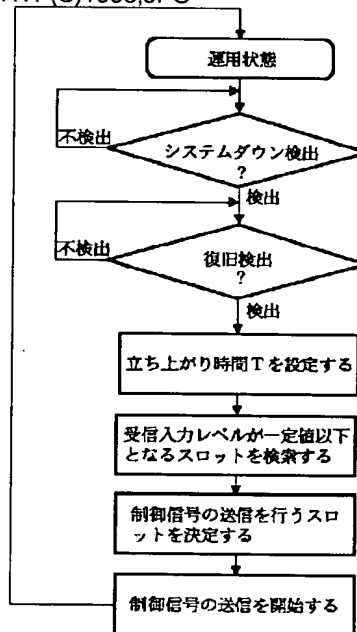 運用状態
システムダウン検出
?
不検出
検出
復旧検出
?
不検出
検出
立ち上がり時間Tを設定する
受信入力レベルが一定値以下
となるスロットを検索する
制御信号の送信を行うスロ
ットを決定する
制御信号の送信を開始する